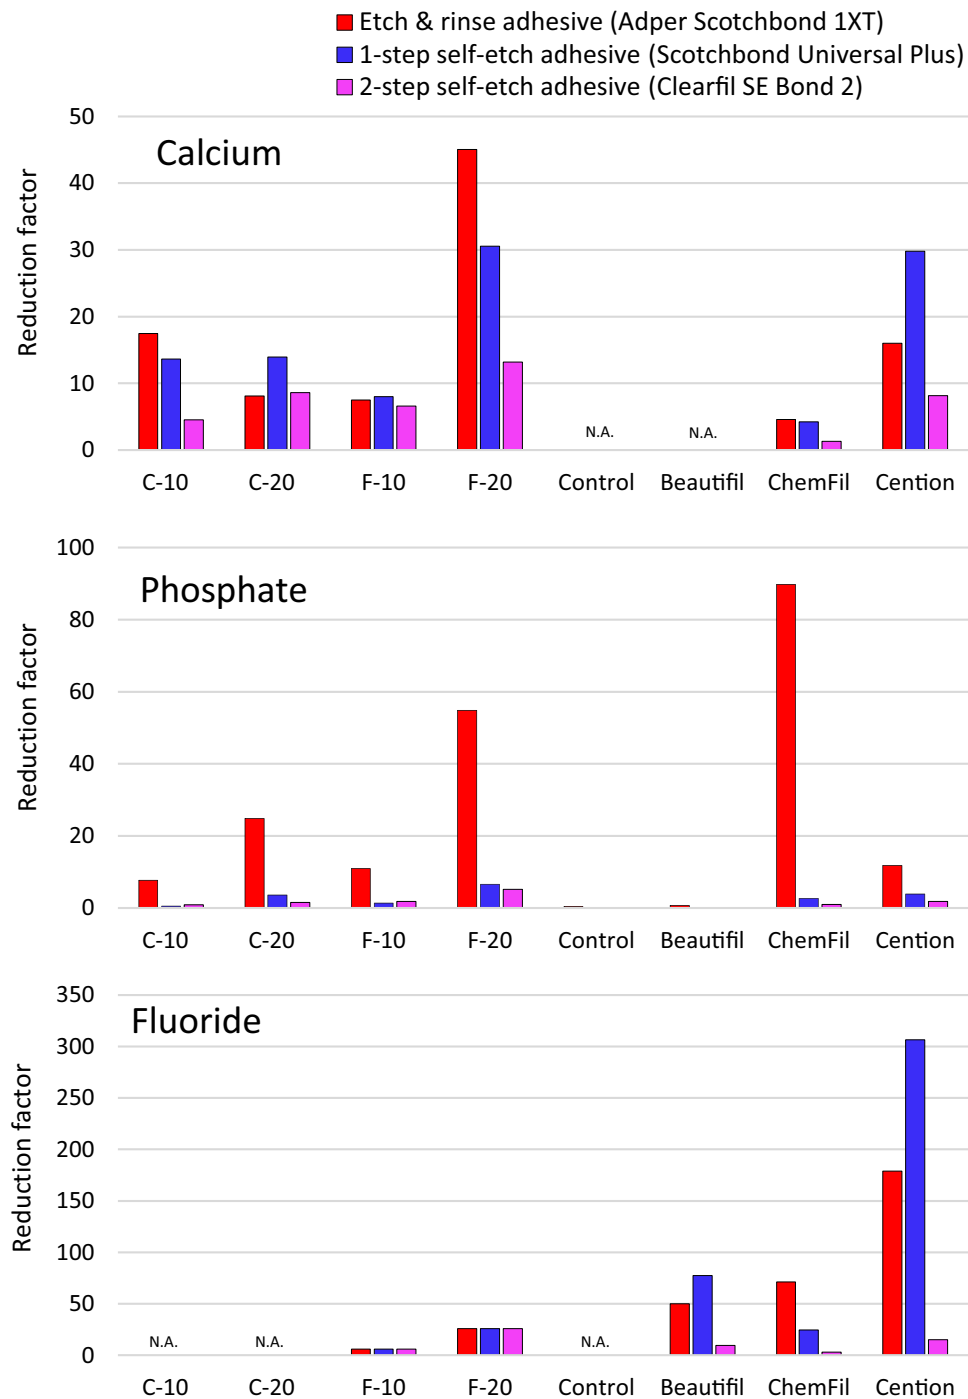 Etch & rinse adhesive (Adper Scotchbond 1XT)
1-step self-etch adhesive (Scotchbond Universal Plus)
2-step self-etch adhesive (Clearfil SE Bond 2)
Calcium
Reduction factor
50
40
30
20
10
0
N.A. N.A.
C-10 C-20 F-10 F-20 Control Beautifil ChemFil Cention
Phosphate
Reduction factor
100
80
60
40
20
0
C-10 C-20 F-10 F-20 Control Beautifil ChemFil Cention
Fluoride
Reduction factor
350
300
250
200
150
100
50
0
N.A. N.A. N.A.
C-10 C-20 F-10 F-20 Control Beautifil ChemFil Cention